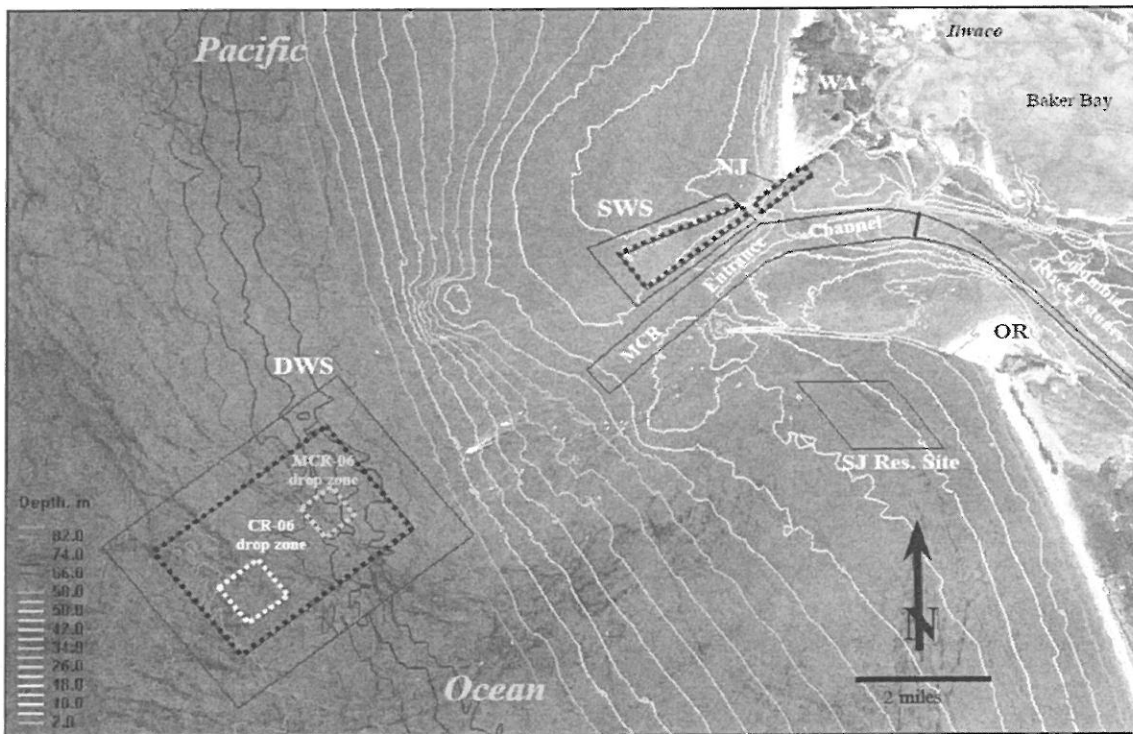 Pacific
Ilwaco
WA
Baker Bay
NJ
SWS
Entrance
Channel
MCR
Columbia
River Estuary
OR
DWS
SJ Res. Site
MCR-06
drop zone
CR-06
drop zone
Depth. m
82.0
74.0
66.0
58.0
50.0
42.0
34.0
26.0
18.0
10.0
2.0
N
2 miles
Ocean